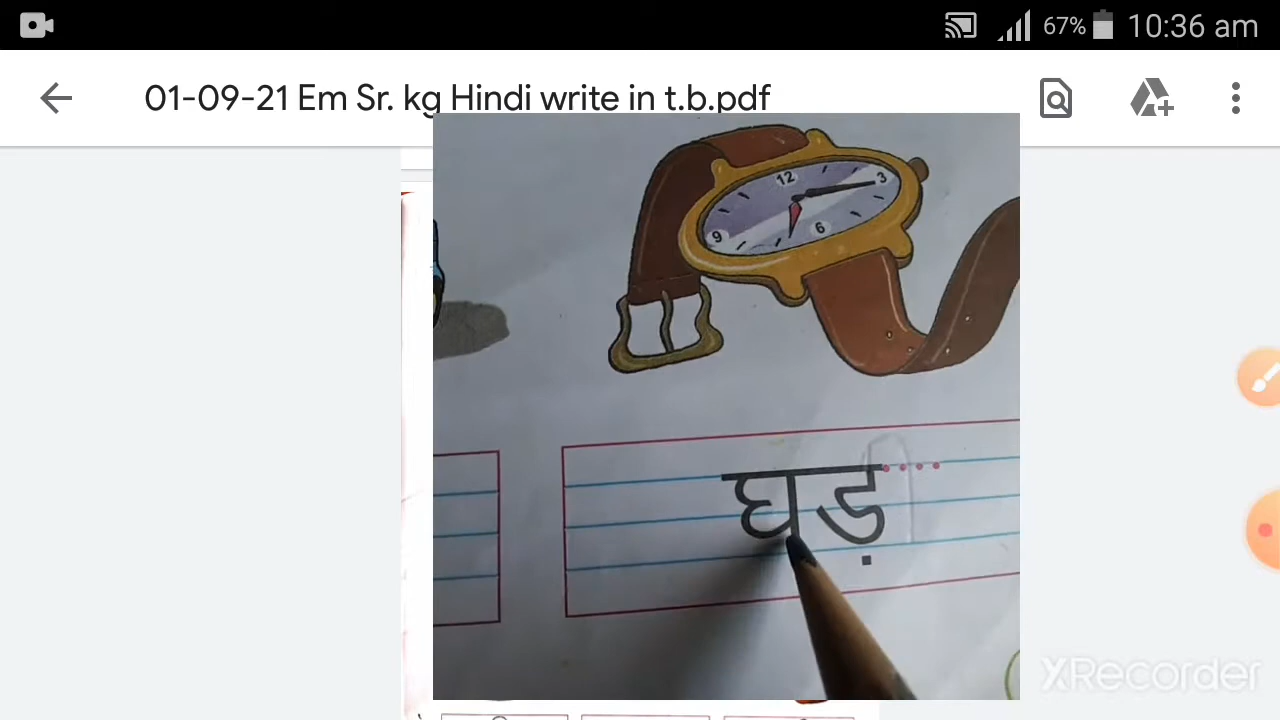 67% 10:36 am
01-09-21 Em Sr. kg Hindi write in t.b.pdf
12
3
9
6
घड़
XRecorder